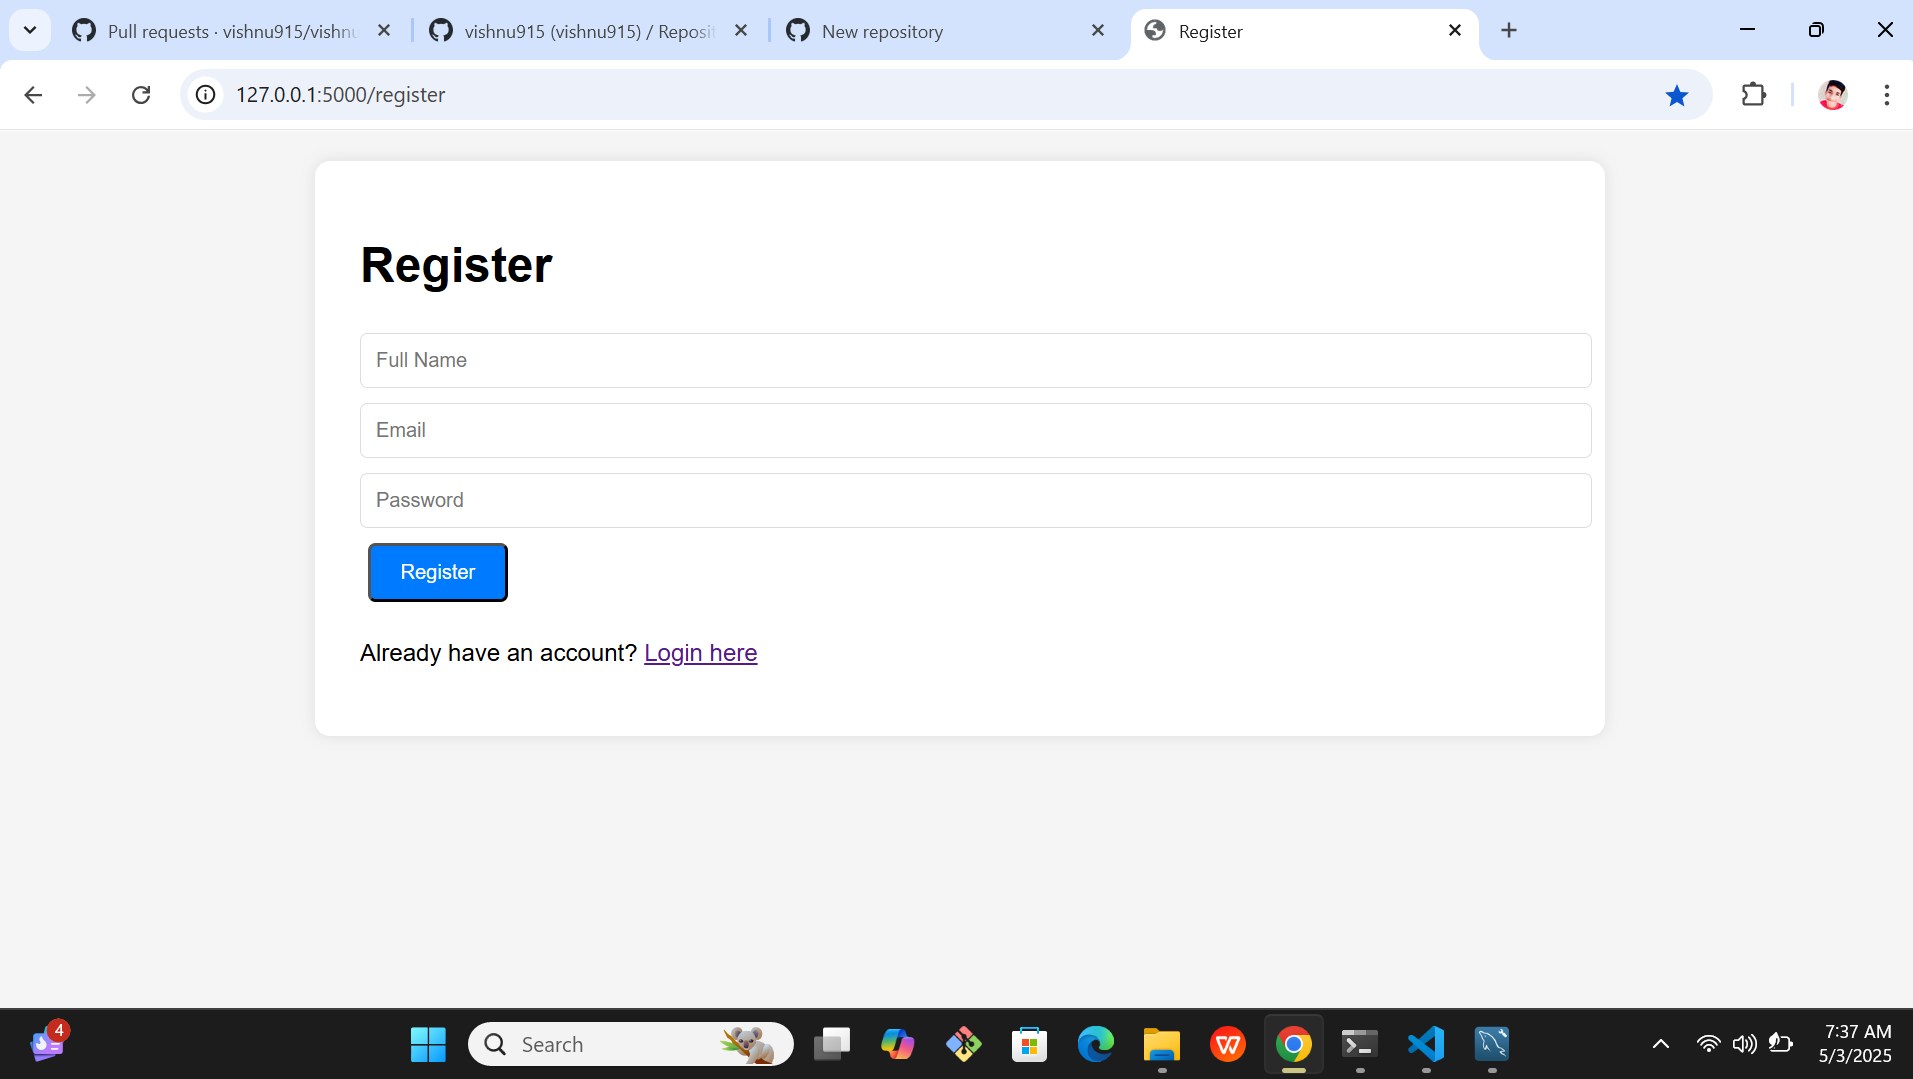 Pull requests · vishnu915/vishnu
vishnu915 (vishnu915) / Reposit
New repository
Register
127.0.0.1:5000/register
Register
Full Name
Email
Password
Register
Already have an account? Login here
4
Search
7:37 AM
5/3/2025